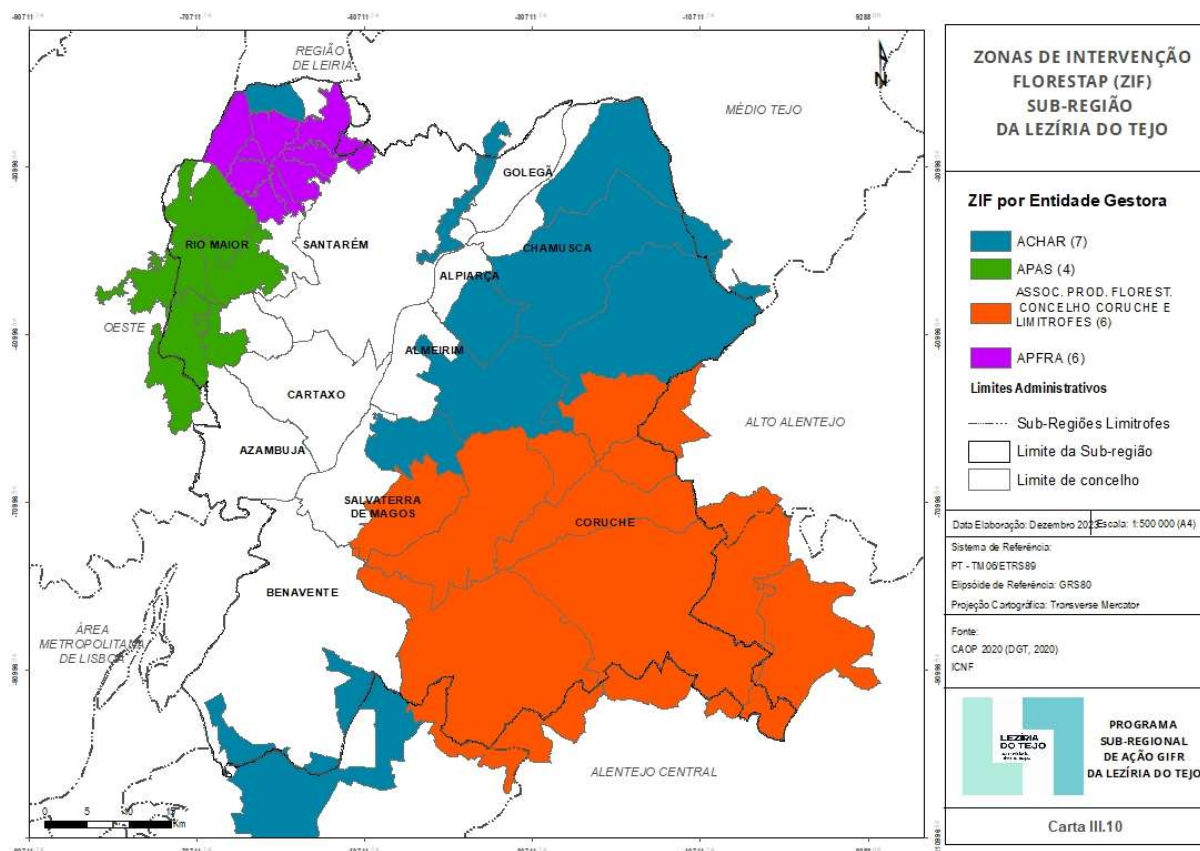 -70711
-10711
9288
REGIÃO
DE LEIRIA
MÉDIO TEJO
GOLEGÃ
RIO MAIOR
SANTARÉM
CHAMUSCA
ALPIARÇA
OESTE
ALMEIRIM
CARTAXO
ALTO ALENTEJO
AZAMBUJA
SALVATERRA
DE MAGOS
CORUCHE
BENAVENTE
ÁREA
METROPOLITANA
DE LISBOA
ALENTEJO CENTRAL
0 5 10
Km
N
ZONAS DE INTERVENÇÃO
FLORESTAP (ZIF)
SUB-REGIÃO
DA LEZÍRIA DO TEJO
ZIF por Entidade Gestora
ACHAR (7)
APAS (4)
ASSOC. PROD. FLOREST.
CONCELHO CORUCHE E
LIMITROFES (6)
APFRA (6)
Limites Administrativos
Sub-Regiões Limitrofes
Limite da Sub-região
Limite de concelho
Data Elaboração: Dezembro 2023
Escala: 1:500 000 (A4)
Sistema de Referência:
PT - TM06 ETRS89
Elipsóide de Referência: GRS80
Projeção Cartográfica: Transverse Mercator
Fonte:
CAOP 2020 (DGT, 2020)
ICNF
LEZÍRIA
DO TEJO
PROGRAMA
SUB-REGIONAL
DE AÇÃO GIFR
DA LEZÍRIA DO TEJO
Carta III.10